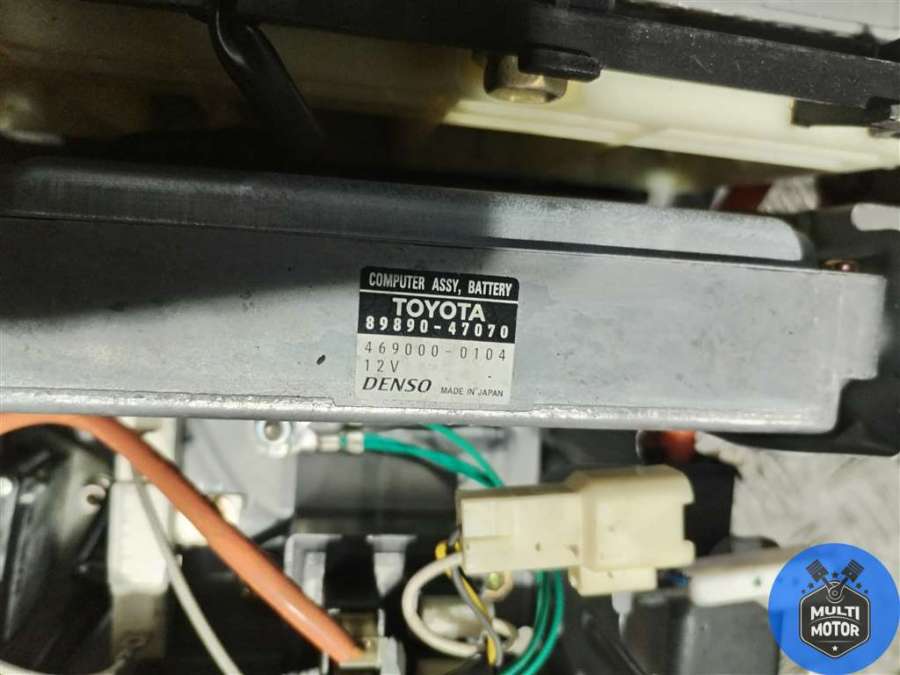 COMPUTER ASSY, BATTERY
TOYOTA
89890-47070
469000-0104
12V
DENSO MADE IN JAPAN
MULTI
MOTOR